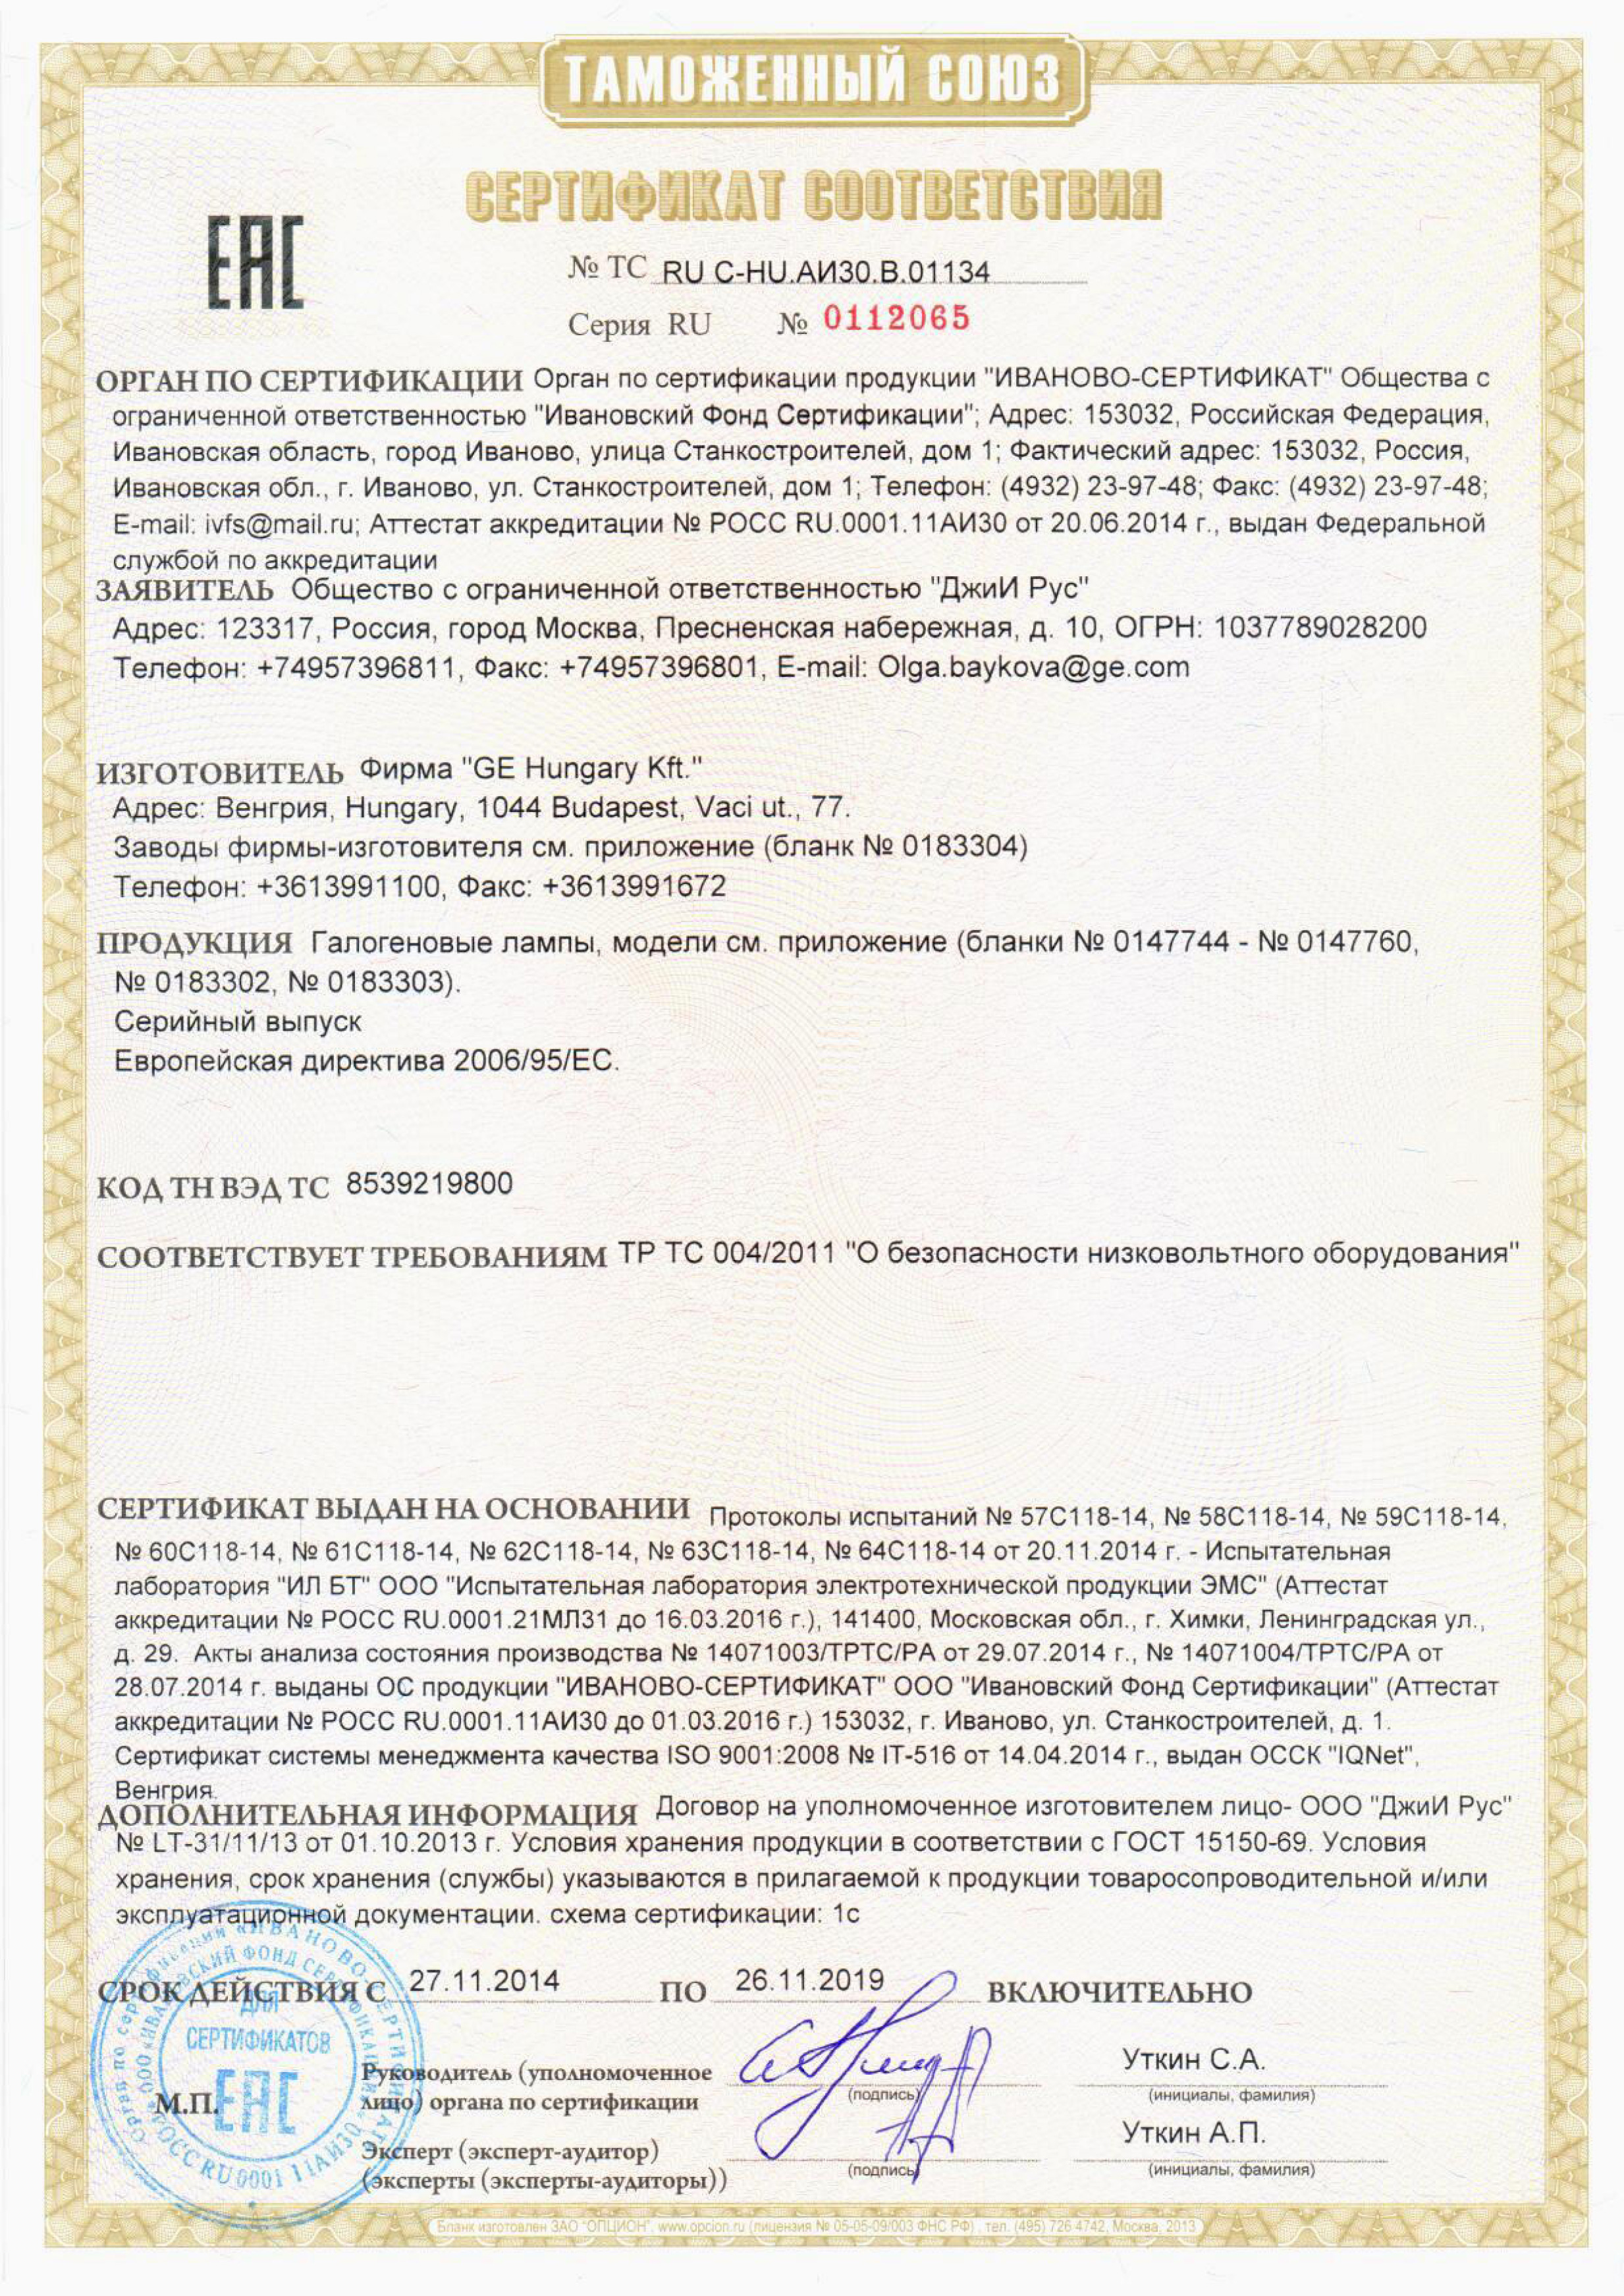 ТАМОЖЕННЫЙ СОЮЗ
СЕРТИФИКАТ СООТВЕТСТВИЯ
ЕАС
№ ТС RU C-HU.АИ30.В.01134
Серия RU № 0112065
ОРГАН ПО СЕРТИФИКАЦИИ Орган по сертификации продукции "ИВАНОВО-СЕРТИФИКАТ" Общества с
ограниченной ответственностью "Ивановский Фонд Сертификации"; Адрес: 153032, Российская Федерация,
Ивановская область, город Иваново, улица Станкостроителей, дом 1; Фактический адрес: 153032, Россия,
Ивановская обл., г. Иваново, ул. Станкостроителей, дом 1; Телефон: (4932) 23-97-48; Факс: (4932) 23-97-48;
E-mail: ivfs@mail.ru; Аттестат аккредитации № РОСС RU.0001.11АИ30 от 20.06.2014 г., выдан Федеральной
службой по аккредитации
ЗАЯВИТЕЛЬ Общество с ограниченной ответственностью "ДжиИ Рус"
Адрес: 123317, Россия, город Москва, Пресненская набережная, д. 10, ОГРН: 1037789028200
Телефон: +74957396811, Факс: +74957396801, E-mail: Olga.baykova@ge.com
ИЗГОТОВИТЕЛЬ Фирма "GE Hungary Kft."
Адрес: Венгрия, Hungary, 1044 Budapest, Vaci ut., 77.
Заводы фирмы-изготовителя см. приложение (бланк № 0183304)
Телефон: +3613991100, Факс: +3613991672
ПРОДУКЦИЯ Галогеновые лампы, модели см. приложение (бланки № 0147744 - № 0147760,
№ 0183302, № 0183303).
Серийный выпуск
Европейская директива 2006/95/ЕС.
КОД ТН ВЭД ТС 8539219800
СООТВЕТСТВУЕТ ТРЕБОВАНИЯМ ТР ТС 004/2011 "О безопасности низковольтного оборудования"
СЕРТИФИКАТ ВЫДАН НА ОСНОВАНИИ Протоколы испытаний № 57С118-14, № 58С118-14, № 59С118-14,
№ 60С118-14, № 61С118-14, № 62С118-14, № 63С118-14, № 64С118-14 от 20.11.2014 г. - Испытательная
лаборатория "ИЛ БТ" ООО "Испытательная лаборатория электротехнической продукции ЭМС" (Аттестат
аккредитации № РОСС RU.0001.21МЛ31 до 16.03.2016 г.), 141400, Московская обл., г. Химки, Ленинградская ул.,
д. 29. Акты анализа состояния производства № 14071003/ТРТС/РА от 29.07.2014 г., № 14071004/ТРТС/РА от
28.07.2014 г. выданы ОС продукции "ИВАНОВО-СЕРТИФИКАТ" ООО "Ивановский Фонд Сертификации" (Аттестат
аккредитации № РОСС RU.0001.11АИ30 до 01.03.2016 г.) 153032, г. Иваново, ул. Станкостроителей, д. 1.
Сертификат системы менеджмента качества ISO 9001:2008 № IT-516 от 14.04.2014 г., выдан ОССК "IQNet",
Венгрия.
ДОПОЛНИТЕЛЬНАЯ ИНФОРМАЦИЯ Договор на уполномоченное изготовителем лицо- ООО "ДжиИ Рус"
№ LT-31/11/13 от 01.10.2013 г. Условия хранения продукции в соответствии с ГОСТ 15150-69. Условия
хранения, срок хранения (службы) указываются в прилагаемой к продукции товаросопроводительной и/или
эксплуатационной документации. схема сертификации: 1с
СРОК ДЕЙСТВИЯ С 27.11.2014 ПО 26.11.2019 ВКЛЮЧИТЕЛЬНО
ДЛЯ
СЕРТИФИКАТОВ
ЕАС
М.П.
Руководитель (уполномоченное
лицо) органа по сертификации
(подпись)
Уткин С.А.
(инициалы, фамилия)
Эксперт (эксперт-аудитор)
(эксперты (эксперты-аудиторы))
(подпись)
Уткин А.П.
(инициалы, фамилия)
Бланк изготовлен ЗАО "ОПЦИОН", www.opcion.ru (лицензия № 05-05-09/003 ФНС РФ), тел. (495) 726 4742, Москва, 2013